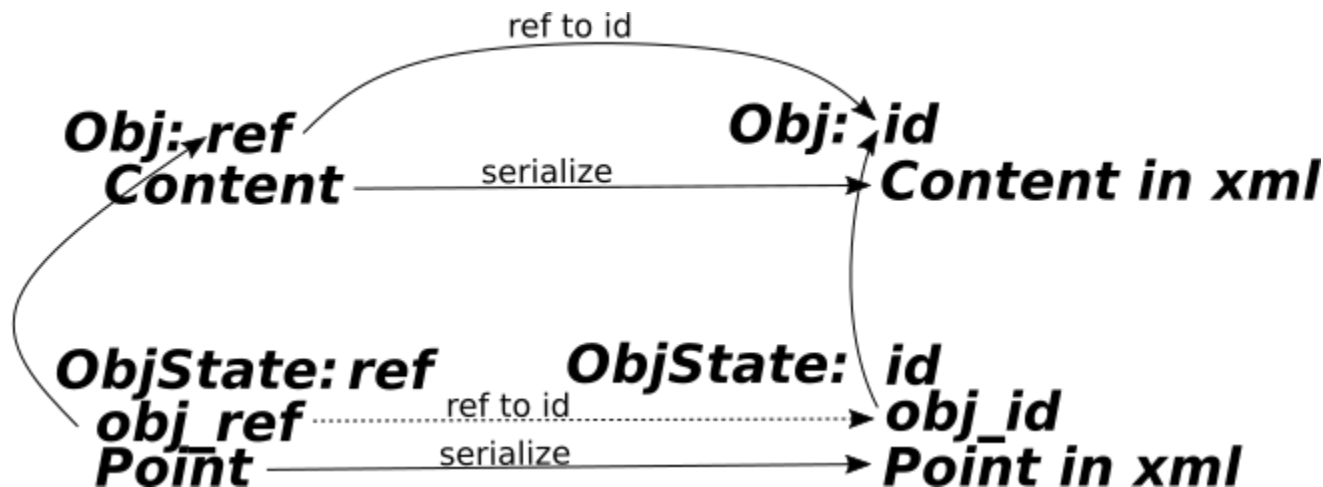 ref to id
Obj: ref
Obj: id
Content
serialize
Content in xml
ObjState: ref
ObjState: id
obj_ref
ref to id
obj_id
Point
serialize
Point in xml